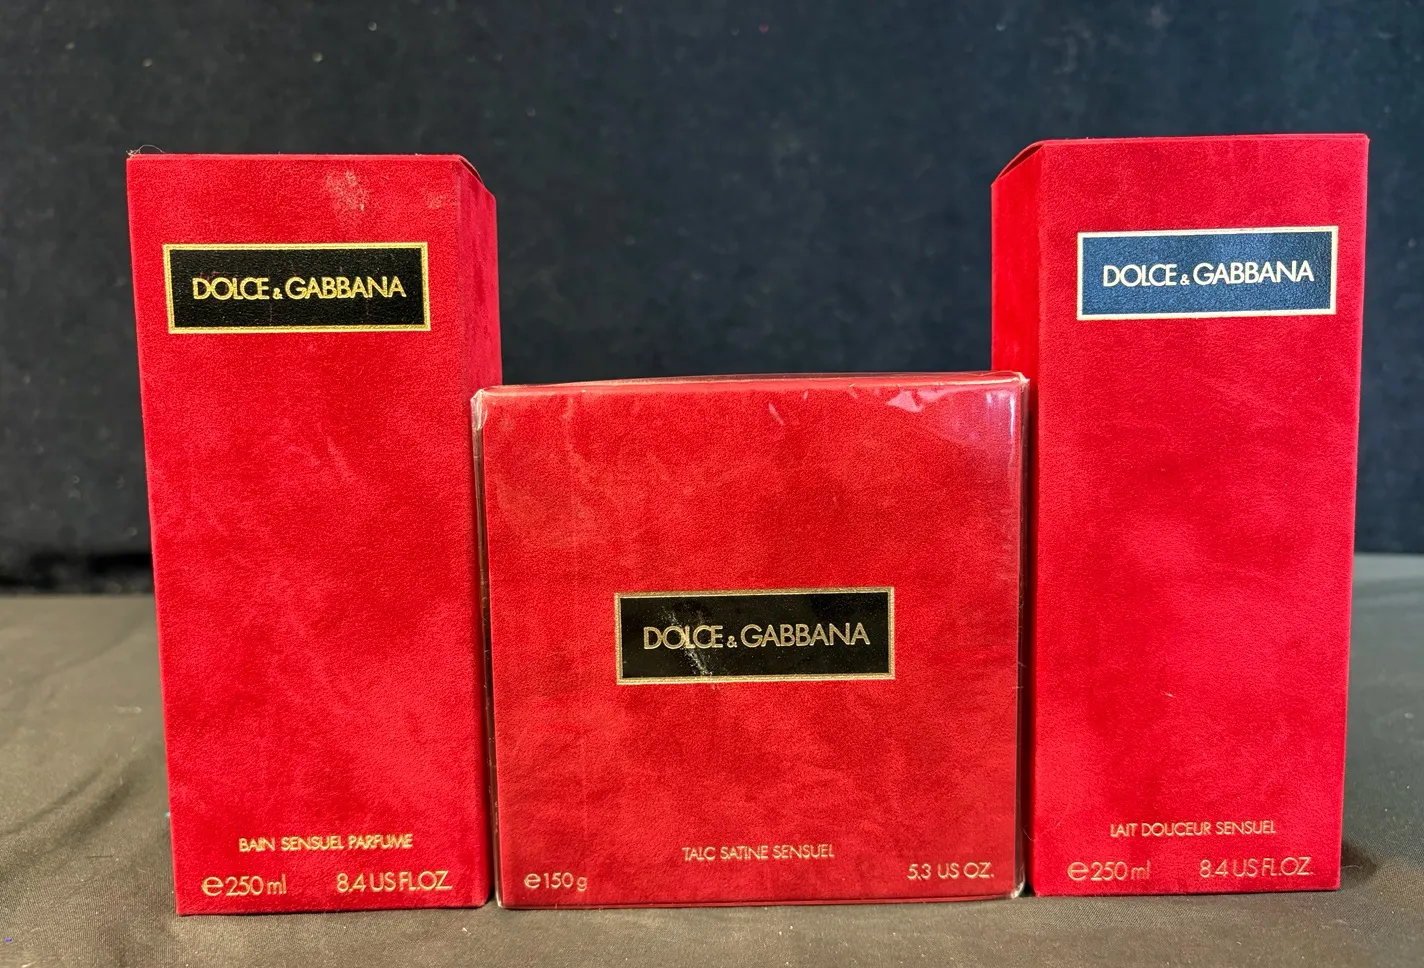 DOLCE & GABBANA
BAIN SENSUEL PARFUME
℮250 ml 8.4 US FL.OZ.
DOLCE & GABBANA
TALC SATINE SENSUEL
℮150 g 5.3 US OZ.
DOLCE & GABBANA
LAIT DOUCEUR SENSUEL
℮250 ml 8.4 US FL.OZ.